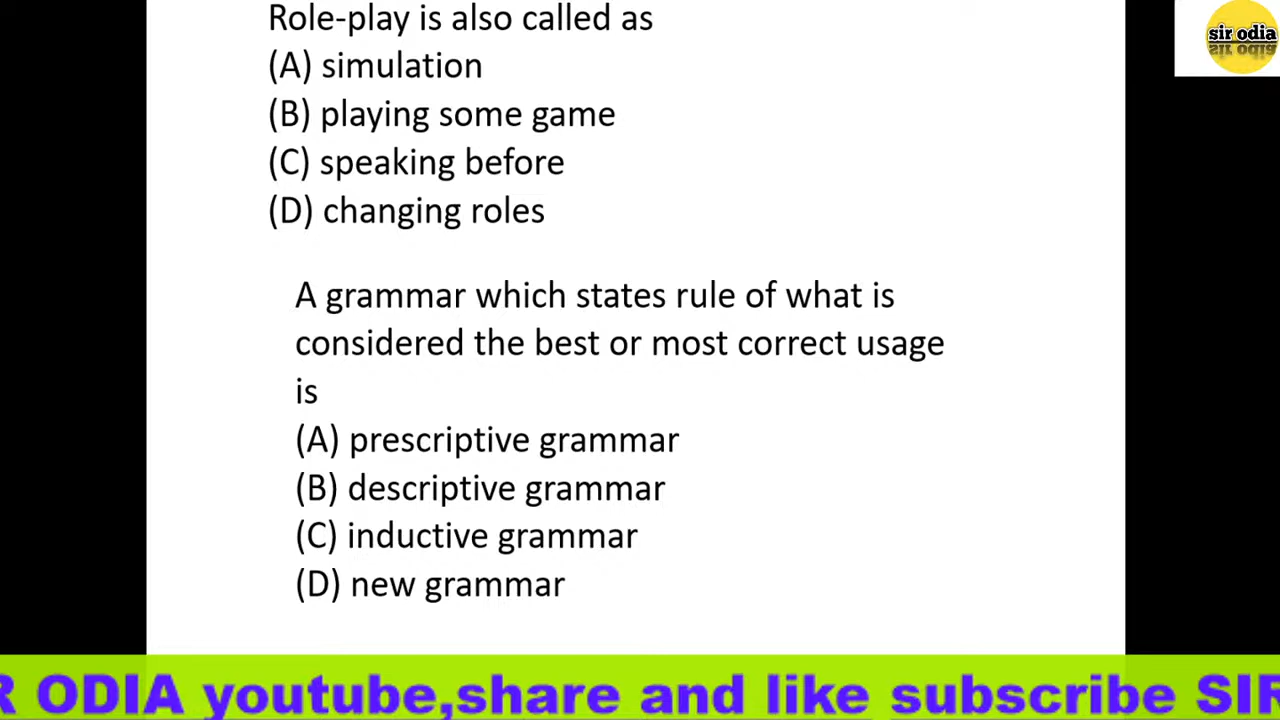 Role-play is also called as
sir odia
(A) simulation
(B) playing some game
(C) speaking before
(D) changing roles
A grammar which states rule of what is
considered the best or most correct usage
is
(A) prescriptive grammar
(B) descriptive grammar
(C) inductive grammar
(D) new grammar
R ODIA youtube,share and like subscribe SIR